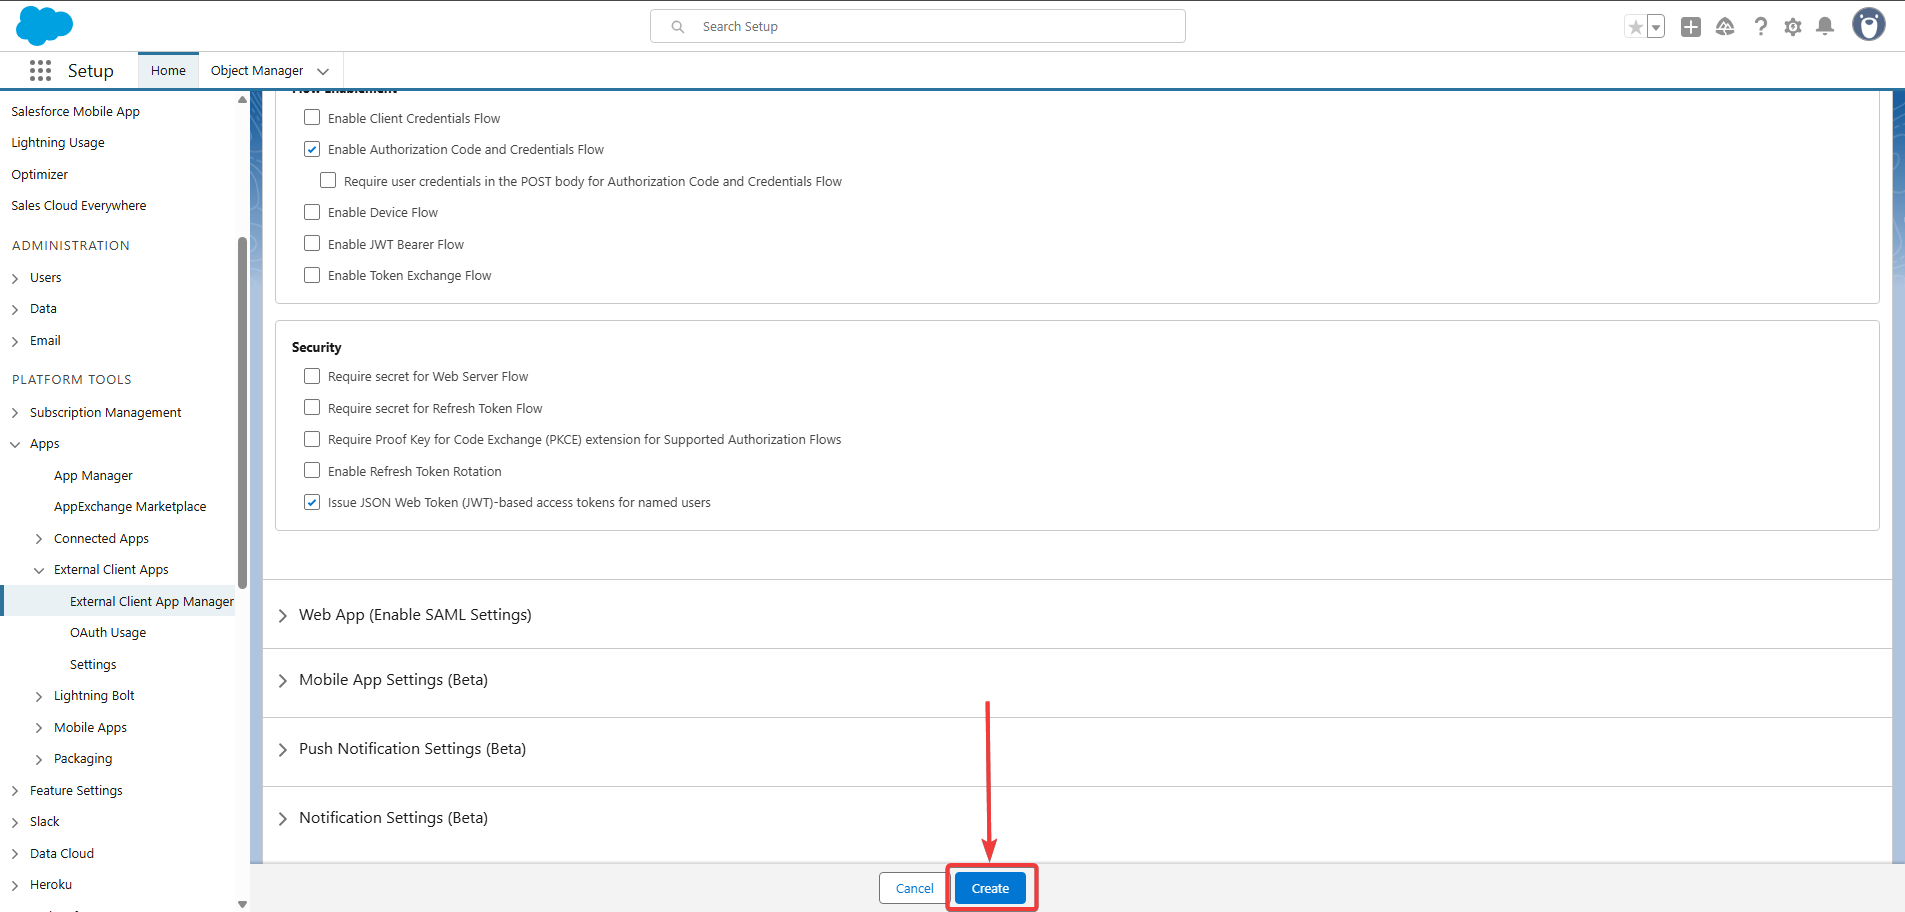 Search Setup
Setup
Home
Object Manager
Salesforce Mobile App
Lightning Usage
Optimizer
Sales Cloud Everywhere
ADMINISTRATION
Users
Data
Email
PLATFORM TOOLS
Subscription Management
Apps
App Manager
AppExchange Marketplace
Connected Apps
External Client Apps
External Client App Manager
OAuth Usage
Settings
Lightning Bolt
Mobile Apps
Packaging
Feature Settings
Slack
Data Cloud
Heroku
Flow Enablement
Enable Client Credentials Flow
Enable Authorization Code and Credentials Flow
Require user credentials in the POST body for Authorization Code and Credentials Flow
Enable Device Flow
Enable JWT Bearer Flow
Enable Token Exchange Flow
Security
Require secret for Web Server Flow
Require secret for Refresh Token Flow
Require Proof Key for Code Exchange (PKCE) extension for Supported Authorization Flows
Enable Refresh Token Rotation
Issue JSON Web Token (JWT)-based access tokens for named users
Web App (Enable SAML Settings)
Mobile App Settings (Beta)
Push Notification Settings (Beta)
Notification Settings (Beta)
Cancel
Create